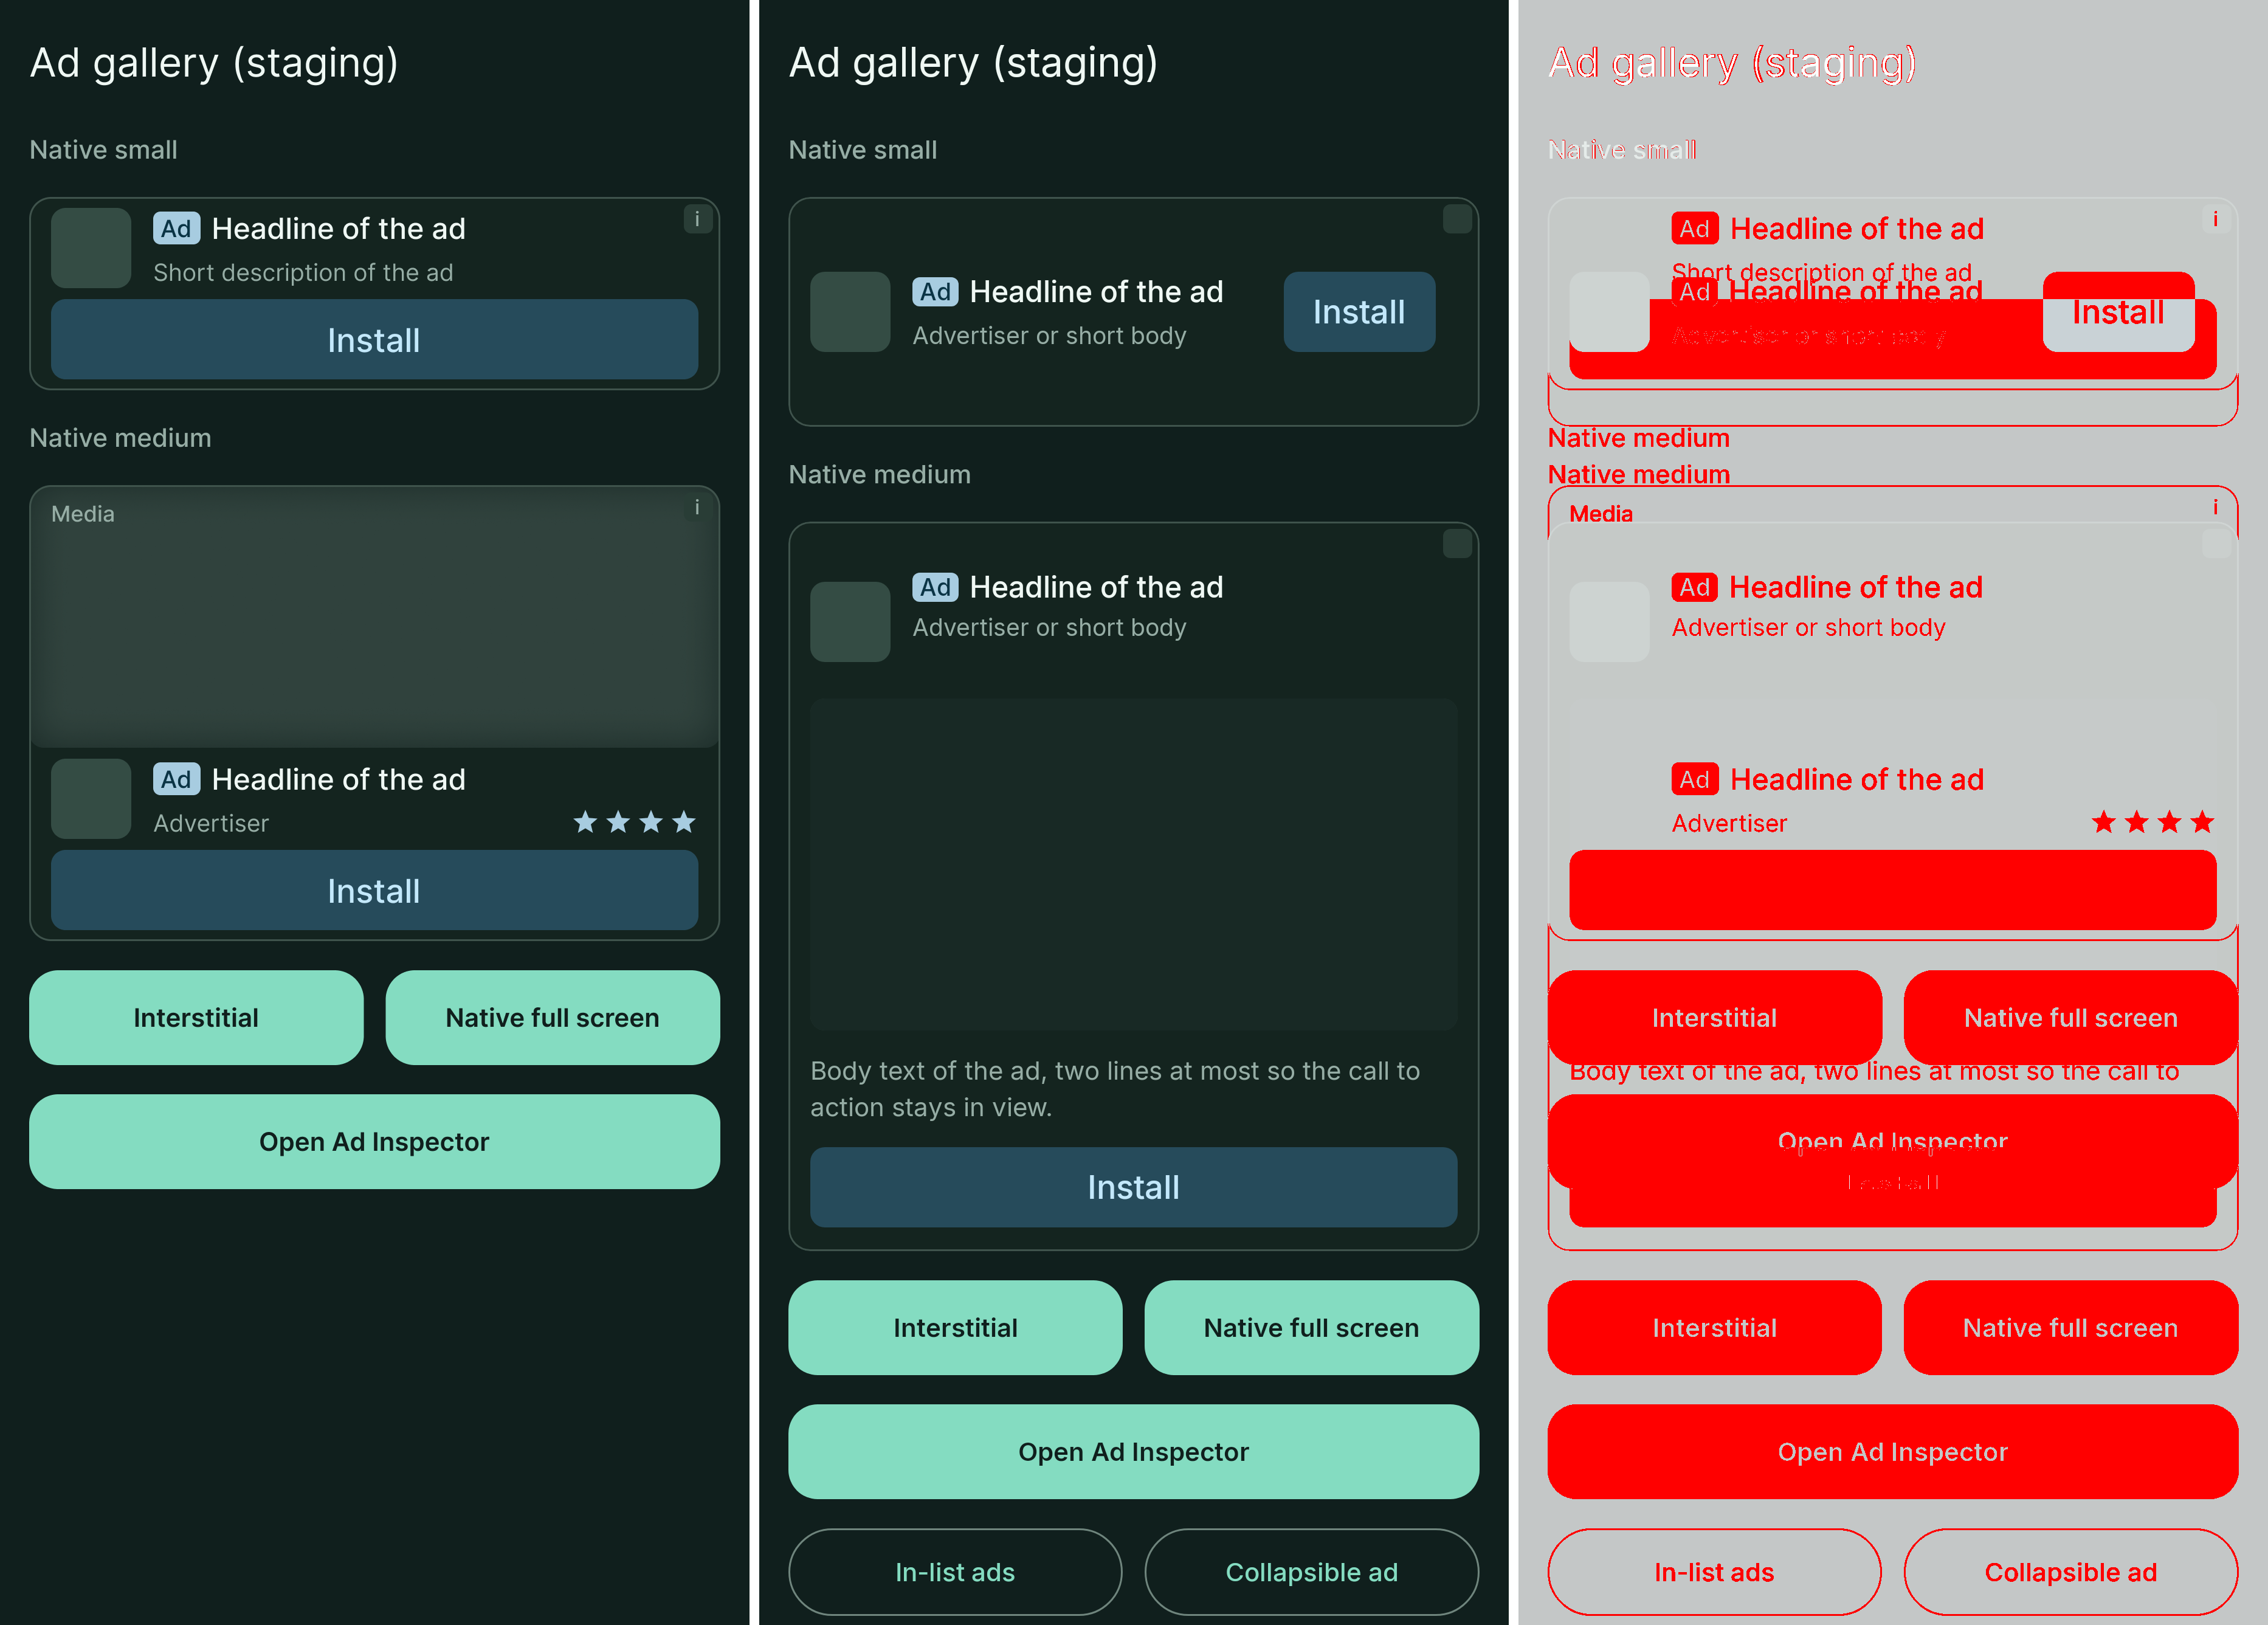 Ad gallery (staging)
Native small
Ad Headline of the ad
i
Short description of the ad
Install
Native medium
Media
i
Ad Headline of the ad
Advertiser
Install
Interstitial
Native full screen
Open Ad Inspector
Ad gallery (staging)
Native small
Ad Headline of the ad
Advertiser or short body
Install
Native medium
Ad Headline of the ad
Advertiser or short body
Body text of the ad, two lines at most so the call to
action stays in view.
Install
Interstitial
Native full screen
Open Ad Inspector
In-list ads
Collapsible ad
Ad gallery (staging)
Native small
Ad Headline of the ad
i
Short description of the ad
Ad Headline of the ad
Advertiser or short body
Install
Native medium
Native medium
Media
i
Ad Headline of the ad
Advertiser or short body
Ad Headline of the ad
Advertiser
Interstitial
Native full screen
Body text of the ad, two lines at most so the call to
Open Ad Inspector
Interstitial
Native full screen
Open Ad Inspector
In-list ads
Collapsible ad